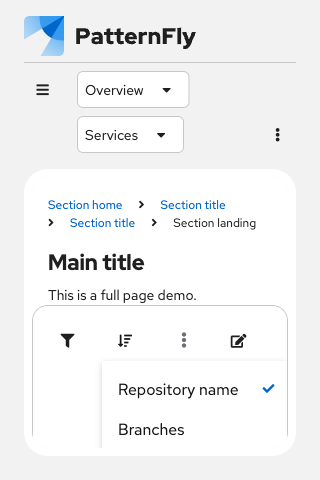 PatternFly
Overview
Services
Section home Section title
Section title Section landing
Main title
This is a full page demo.
Repository name
Branches